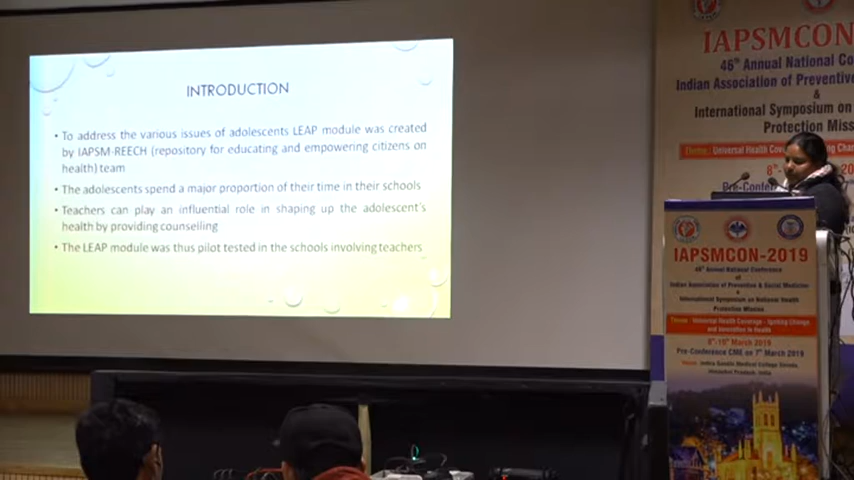 INTRODUCTION
• To address the various issues of adolescents LEAP module was created
by IAPSM-REECH (repository for educating and empowering citizens on
health) team
• The adolescents spend a major proportion of their time in their schools
• Teachers can play an influential role in shaping up the adolescent's
health by providing counselling
• The LEAP module was thus pilot tested in the schools involving teachers
IAPSMCON
46th Annual National Co
Indian Association of Preventive
&
International Symposium on
Protection Miss
Theme: Universal Health
Pre-Con
IAPSMCON-2019
46th Annual National Conference
of
Indian Association of Preventive & Social Medicine
&
International Symposium on National Health
Protection Mission
Theme: Universal Health Coverage - Igniting Change
and Innovation in Health
8th-10th March 2019
Pre-Conference CME on 7th March 2019
Indira Gandhi Medical College Shimla
Himachal Pradesh, India